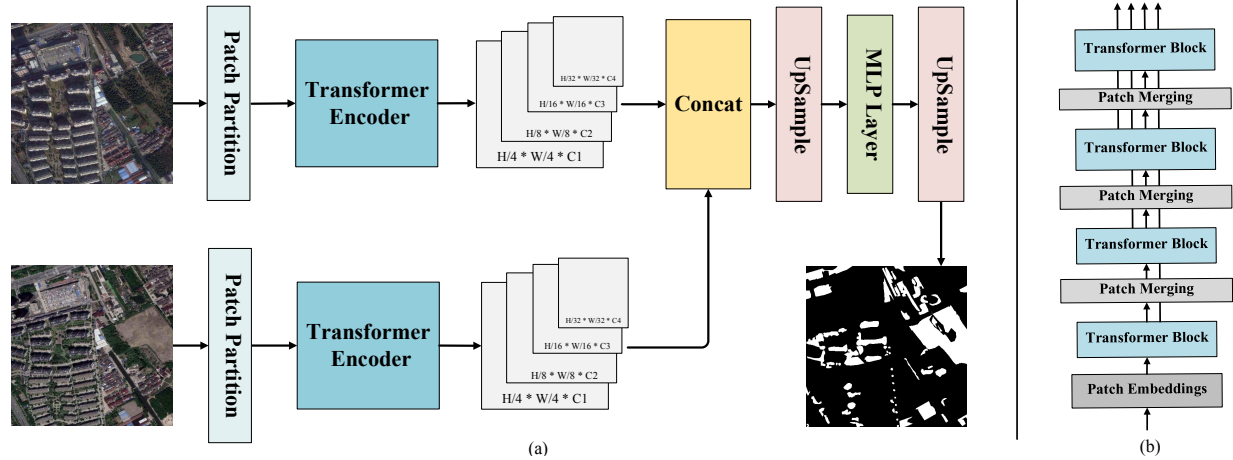 Patch Partition
Transformer
Encoder
H/32 * W/32 * C4
H/16 * W/16 * C3
H/8 * W/8 * C2
H/4 * W/4 * C1
Concat
UpSample
MLP Layer
UpSample
Patch Partition
Transformer
Encoder
H/32 * W/32 * C4
H/16 * W/16 * C3
H/8 * W/8 * C2
H/4 * W/4 * C1
(a)
Transformer Block
Patch Merging
Transformer Block
Patch Merging
Transformer Block
Patch Merging
Transformer Block
Patch Embeddings
(b)